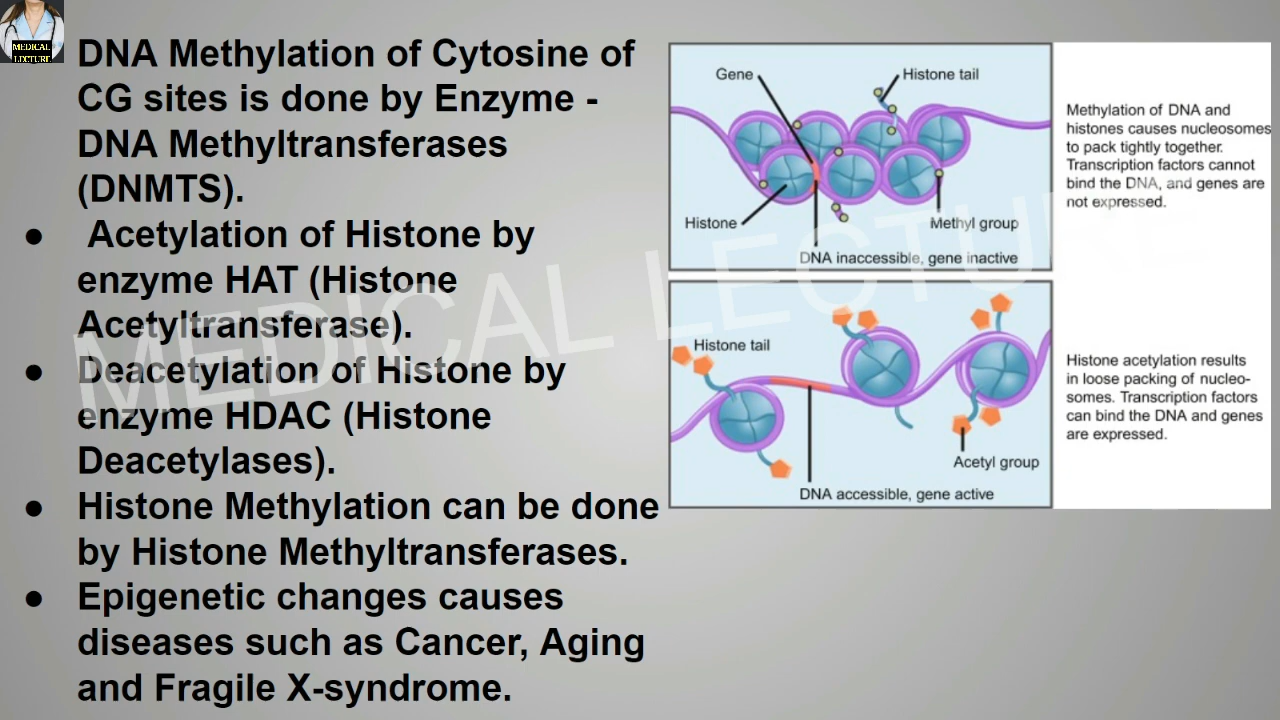 MEDICAL
LECTURE
DNA Methylation of Cytosine of
CG sites is done by Enzyme -
DNA Methyltransferases
(DNMTS).
● Acetylation of Histone by
enzyme HAT (Histone
Acetyltransferase).
● Deacetylation of Histone by
enzyme HDAC (Histone
Deacetylases).
● Histone Methylation can be done
by Histone Methyltransferases.
● Epigenetic changes causes
diseases such as Cancer, Aging
and Fragile X-syndrome.
Gene
Histone tail
Histone
Methyl group
DNA inaccessible, gene inactive
Methylation of DNA and
histones causes nucleosomes
to pack tightly together.
Transcription factors cannot
bind the DNA, and genes are
not expressed.
Histone tail
Acetyl group
DNA accessible, gene active
Histone acetylation results
in loose packing of nucleo-
somes. Transcription factors
can bind the DNA and genes
are expressed.
MEDICAL LECTURE